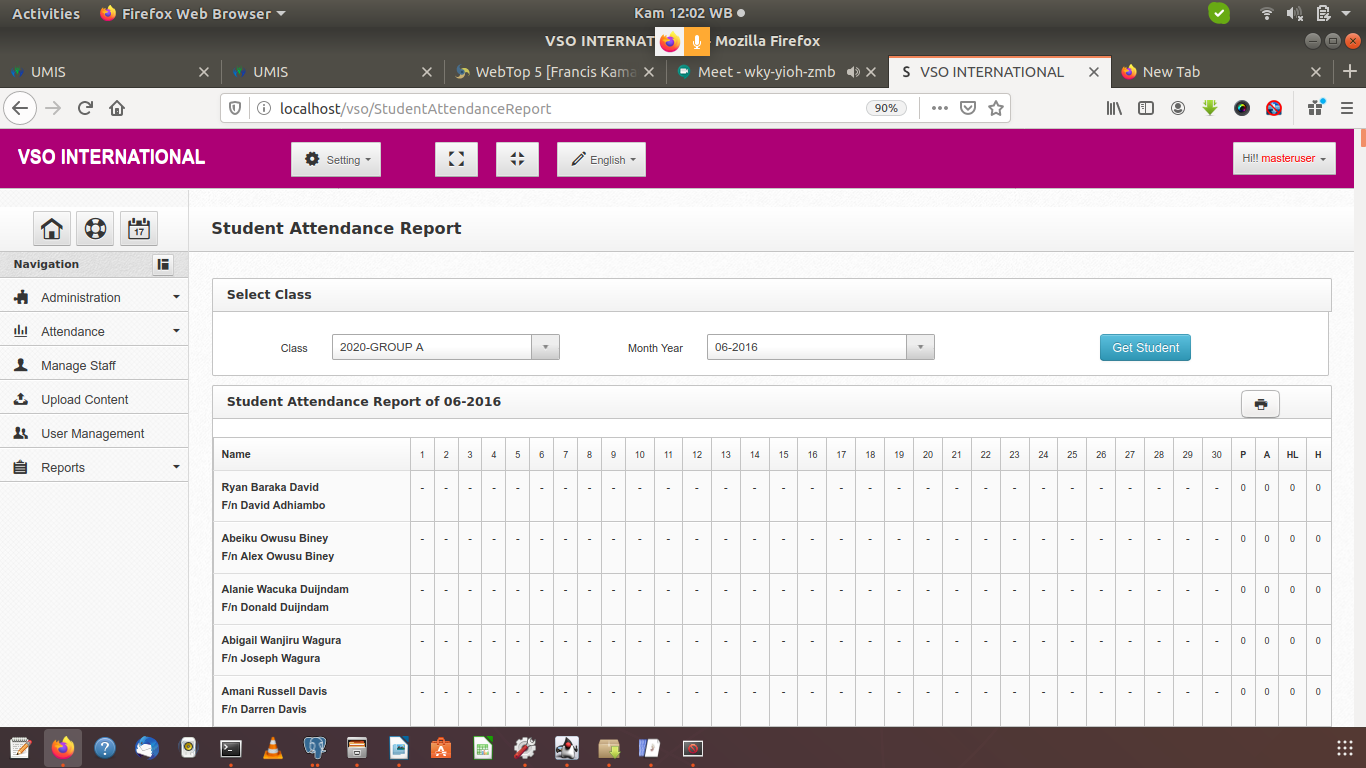 Activities Firefox Web Browser Kam 12:02 WB
VSO INTERNAT - Mozilla Firefox
UMIS UMIS WebTop 5 [Francis Kama Meet - wky-yioh-zmb VSO INTERNATIONAL New Tab
localhost/vso/StudentAttendanceReport 90%
VSO INTERNATIONAL Setting English Hi!! masteruser
17
Student Attendance Report
Navigation
Administration
Attendance
Manage Staff
Upload Content
User Management
Reports
Select Class
Class 2020-GROUP A Month Year 06-2016 Get Student
Student Attendance Report of 06-2016
Name 1 2 3 4 5 6 7 8 9 10 11 12 13 14 15 16 17 18 19 20 21 22 23 24 25 26 27 28 29 30 P A HL H
Ryan Baraka David - - - - - - - - - - - - - - - - - - - - - - - - - - - - - - 0 0 0 0
F/n David Adhiambo
Abeiku Owusu Biney - - - - - - - - - - - - - - - - - - - - - - - - - - - - - - 0 0 0 0
F/n Alex Owusu Biney
Alanie Wacuka Duijndam - - - - - - - - - - - - - - - - - - - - - - - - - - - - - - 0 0 0 0
F/n Donald Duijndam
Abigail Wanjiru Wagura - - - - - - - - - - - - - - - - - - - - - - - - - - - - - - 0 0 0 0
F/n Joseph Wagura
Amani Russell Davis - - - - - - - - - - - - - - - - - - - - - - - - - - - - - - 0 0 0 0
F/n Darren Davis